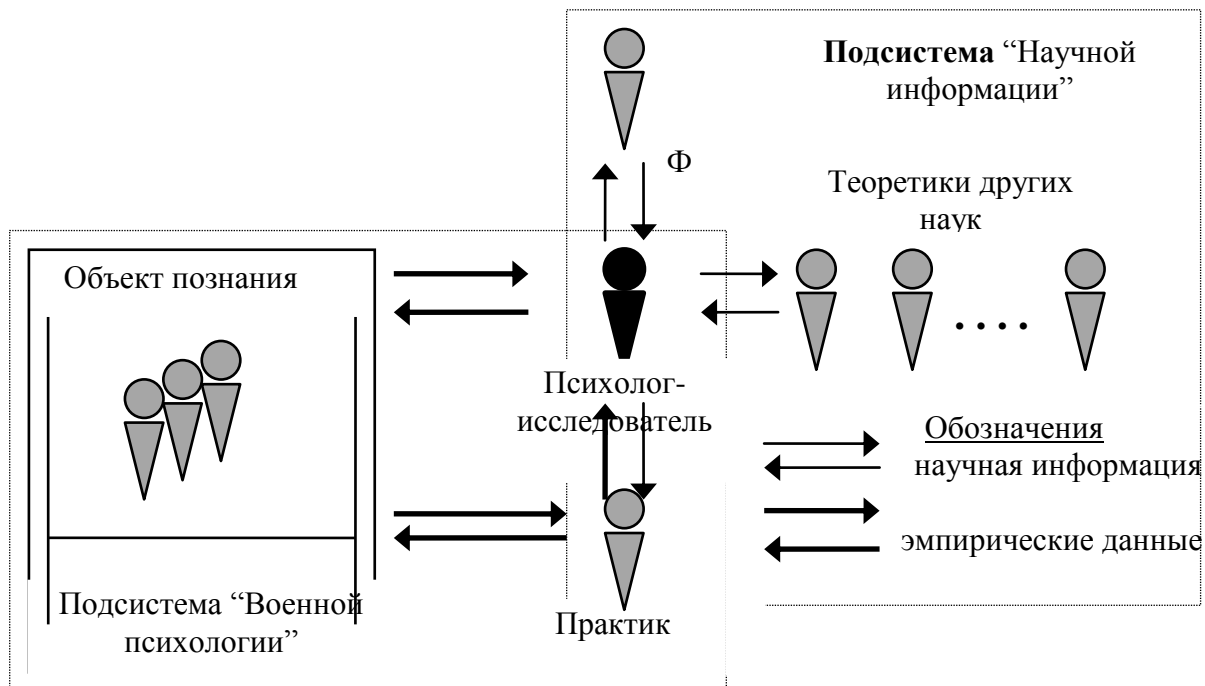 Подсистема “Научной
информации”
Ф
Теоретики других
наук
Объект познания
Психолог-
исследователь
Обозначения
научная информация
эмпирические данные
Подсистема “Военной
психологии”
Практик